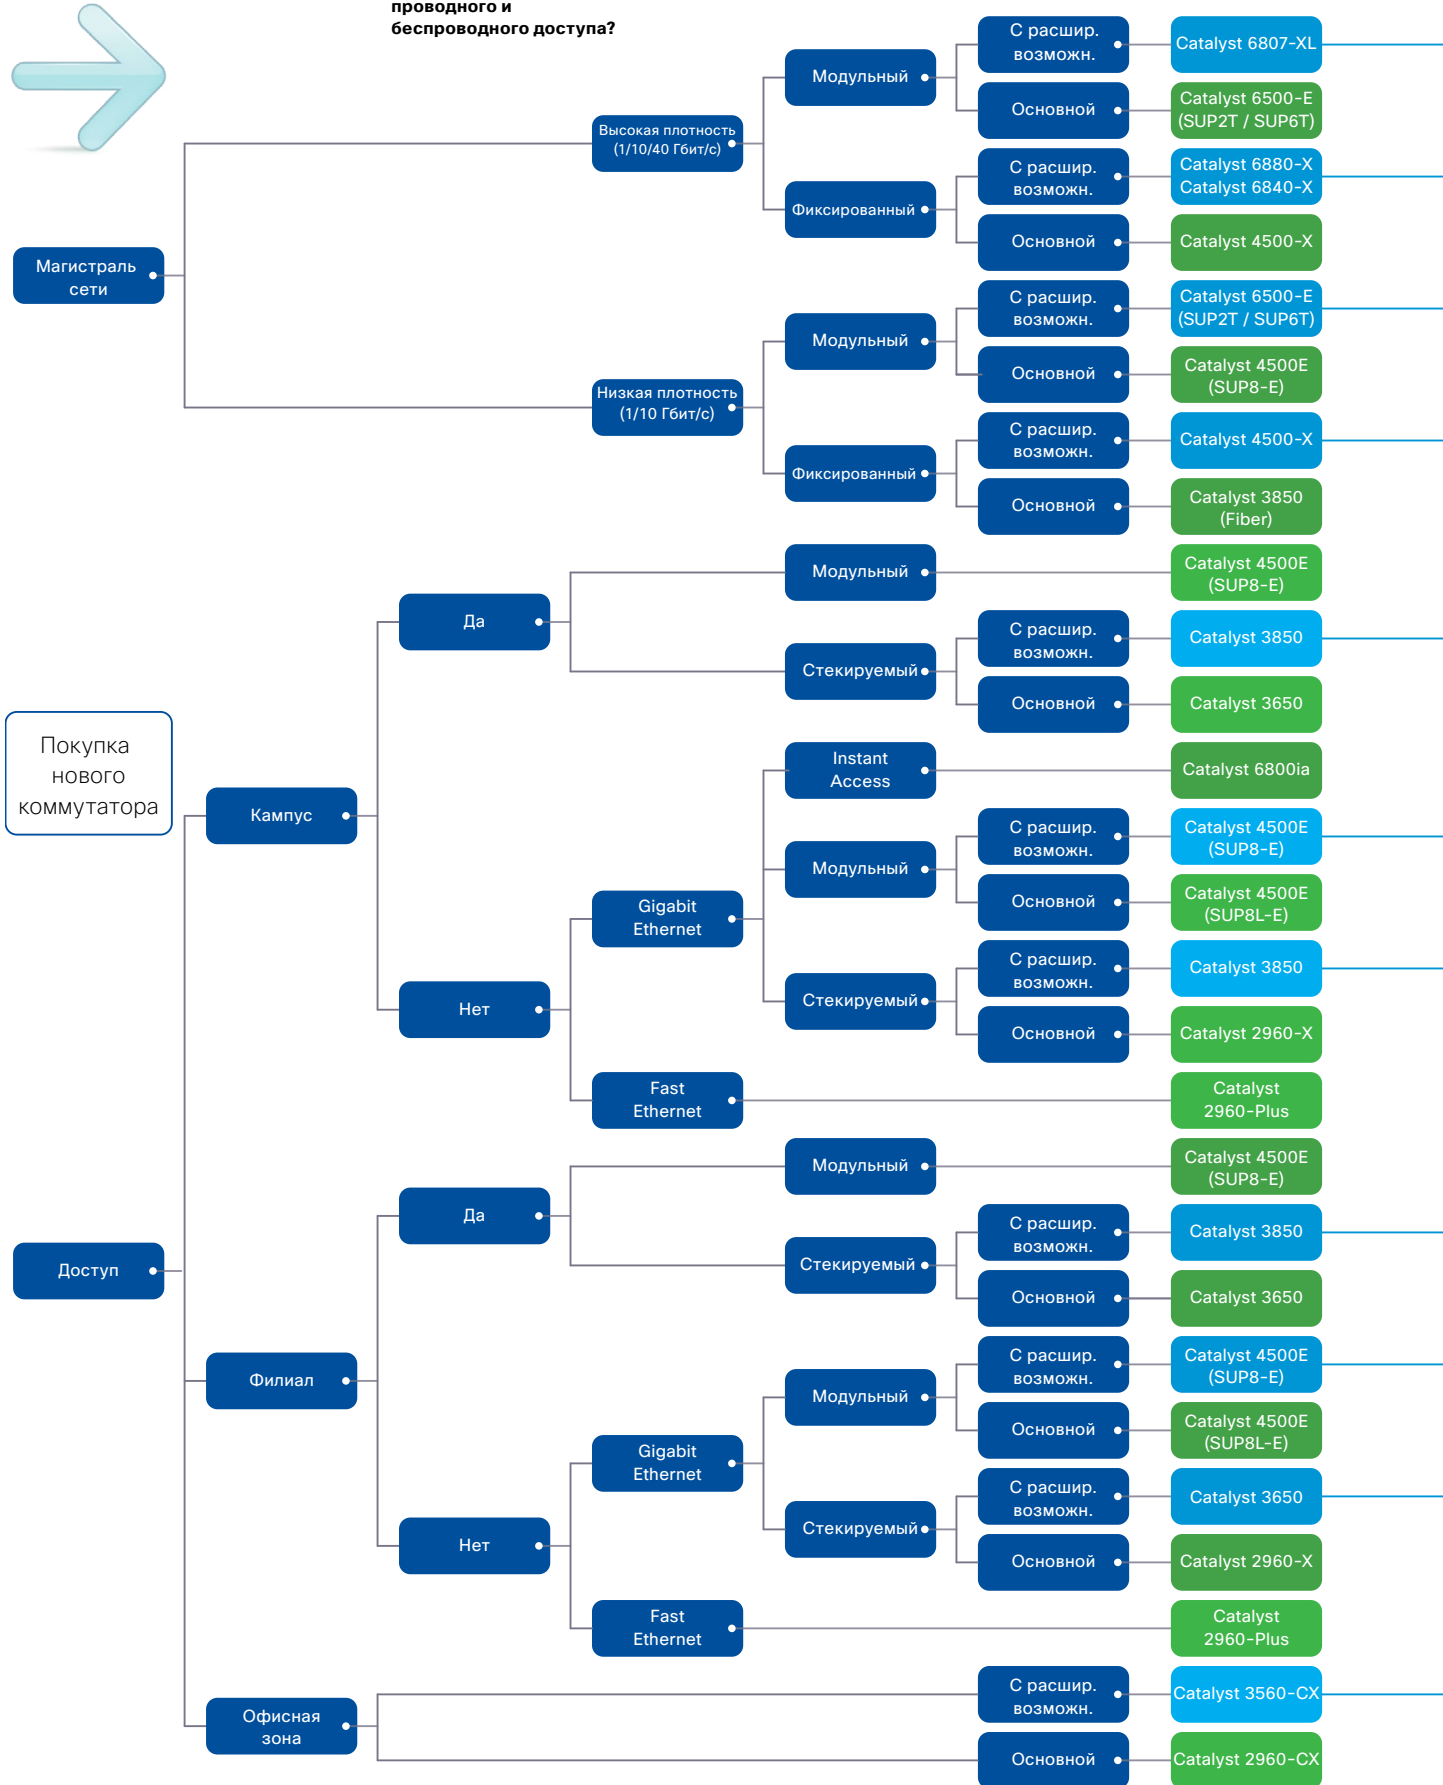 проводного и
беспроводного доступа?
С расшир.
возможн.
Catalyst 6807-XL
Модульный
Основной
Catalyst 6500-E
(SUP2T / SUP6T)
Высокая плотность
(1/10/40 Гбит/с)
С расшир.
возможн.
Catalyst 6880-X
Catalyst 6840-X
Фиксированный
Основной
Catalyst 4500-X
Магистраль
сети
С расшир.
возможн.
Catalyst 6500-E
(SUP2T / SUP6T)
Модульный
Основной
Catalyst 4500E
(SUP8-E)
Низкая плотность
(1/10 Гбит/с)
С расшир.
возможн.
Catalyst 4500-X
Фиксированный
Основной
Catalyst 3850
(Fiber)
Модульный
Catalyst 4500E
(SUP8-E)
Да
С расшир.
возможн.
Catalyst 3850
Стекируемый
Основной
Catalyst 3650
Покупка
нового
коммутатора
Instant
Access
Catalyst 6800ia
Кампус
С расшир.
возможн.
Catalyst 4500E
(SUP8-E)
Модульный
Основной
Catalyst 4500E
(SUP8L-E)
Gigabit
Ethernet
С расшир.
возможн.
Catalyst 3850
Нет
Стекируемый
Основной
Catalyst 2960-X
Fast
Ethernet
Catalyst
2960-Plus
Модульный
Catalyst 4500E
(SUP8-E)
Да
С расшир.
возможн.
Catalyst 3850
Доступ
Стекируемый
Основной
Catalyst 3650
Филиал
С расшир.
возможн.
Catalyst 4500E
(SUP8-E)
Модульный
Основной
Catalyst 4500E
(SUP8L-E)
Gigabit
Ethernet
С расшир.
возможн.
Catalyst 3650
Нет
Стекируемый
Основной
Catalyst 2960-X
Fast
Ethernet
Catalyst
2960-Plus
Офисная
зона
С расшир.
возможн.
Catalyst 3560-CX
Основной
Catalyst 2960-CX